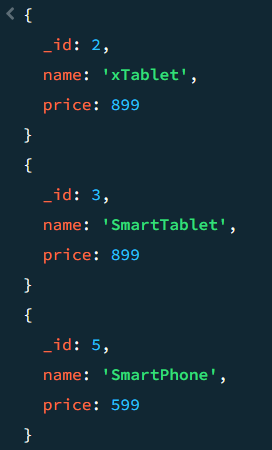 {
_id: 2,
name: 'xTablet',
price: 899
}
{
_id: 3,
name: 'SmartTablet',
price: 899
}
{
_id: 5,
name: 'SmartPhone',
price: 599
}